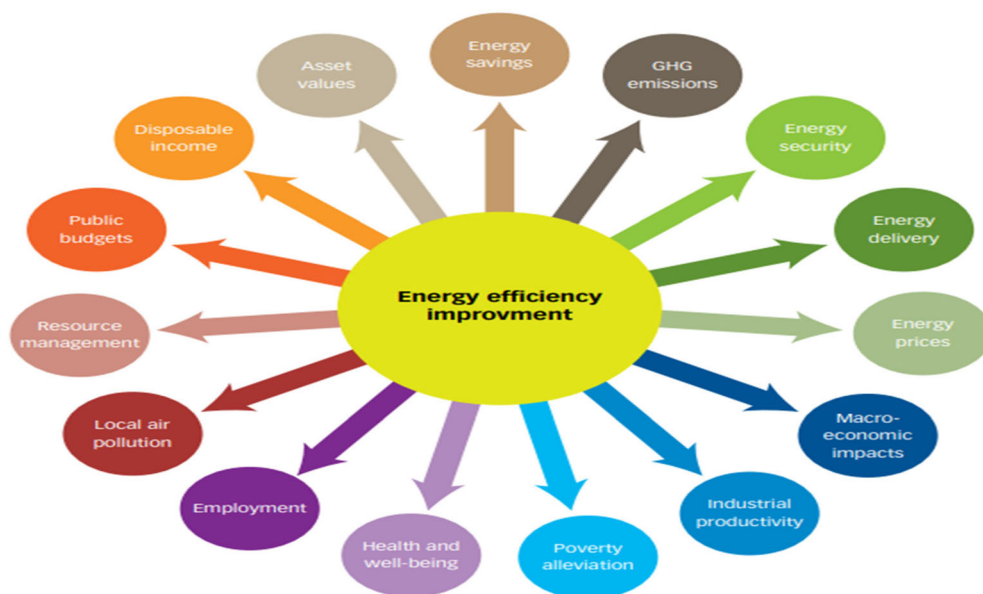 Energy
savings
GHG
emissions
Energy
security
Energy
delivery
Energy
prices
Macro-
economic
impacts
Industrial
productivity
Poverty
alleviation
Health and
well-being
Employment
Local air
pollution
Resource
management
Public
budgets
Disposable
income
Asset
values
Energy efficiency
improvment